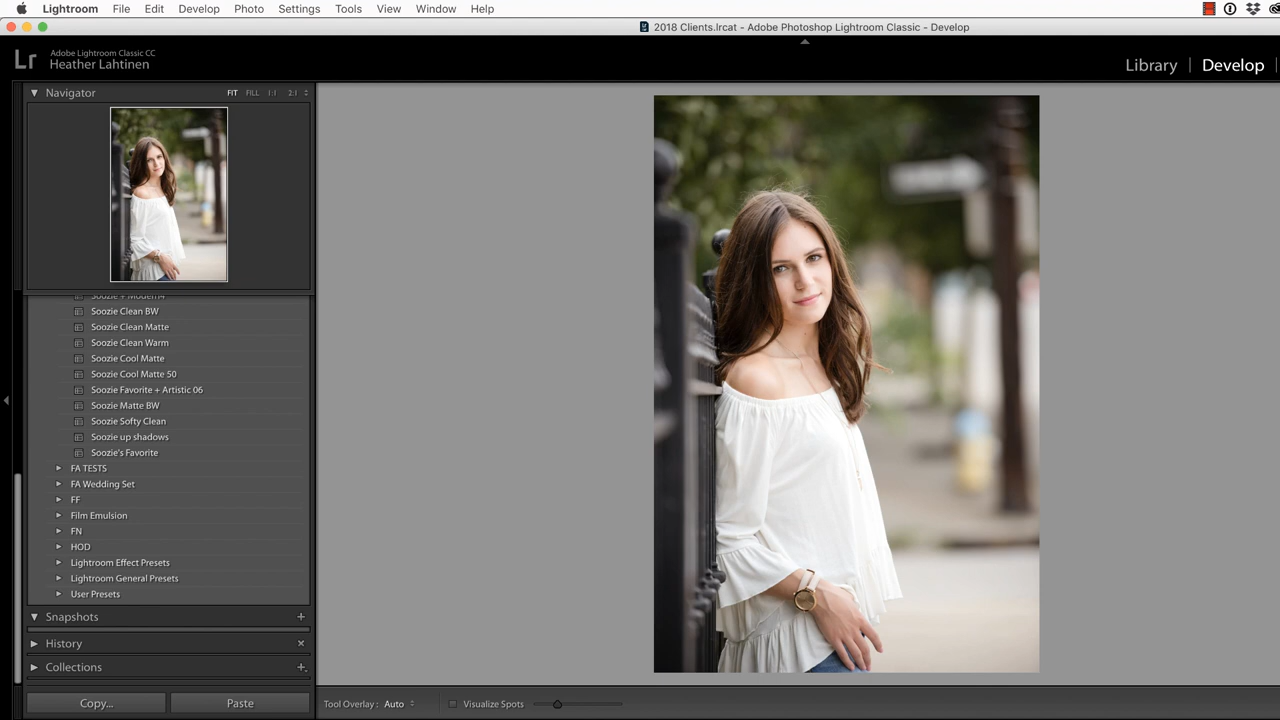 Lightroom File Edit Develop Photo Settings Tools View Window Help
2018 Clients.lrcat - Adobe Photoshop Lightroom Classic - Develop
Lr
Adobe Lightroom Classic CC
Heather Lahtinen
Library | Develop |
Navigator FIT FILL 1:1 2:1
Soozie + Modern4
Soozie Clean BW
Soozie Clean Matte
Soozie Clean Warm
Soozie Cool Matte
Soozie Cool Matte 50
Soozie Favorite + Artistic 06
Soozie Matte BW
Soozie Softy Clean
Soozie up shadows
Soozie's Favorite
FA TESTS
FA Wedding Set
FF
Film Emulsion
FN
HOD
Lightroom Effect Presets
Lightroom General Presets
User Presets
Snapshots +
History ×
Collections +
Copy... Paste
Tool Overlay : Auto Visualize Spots